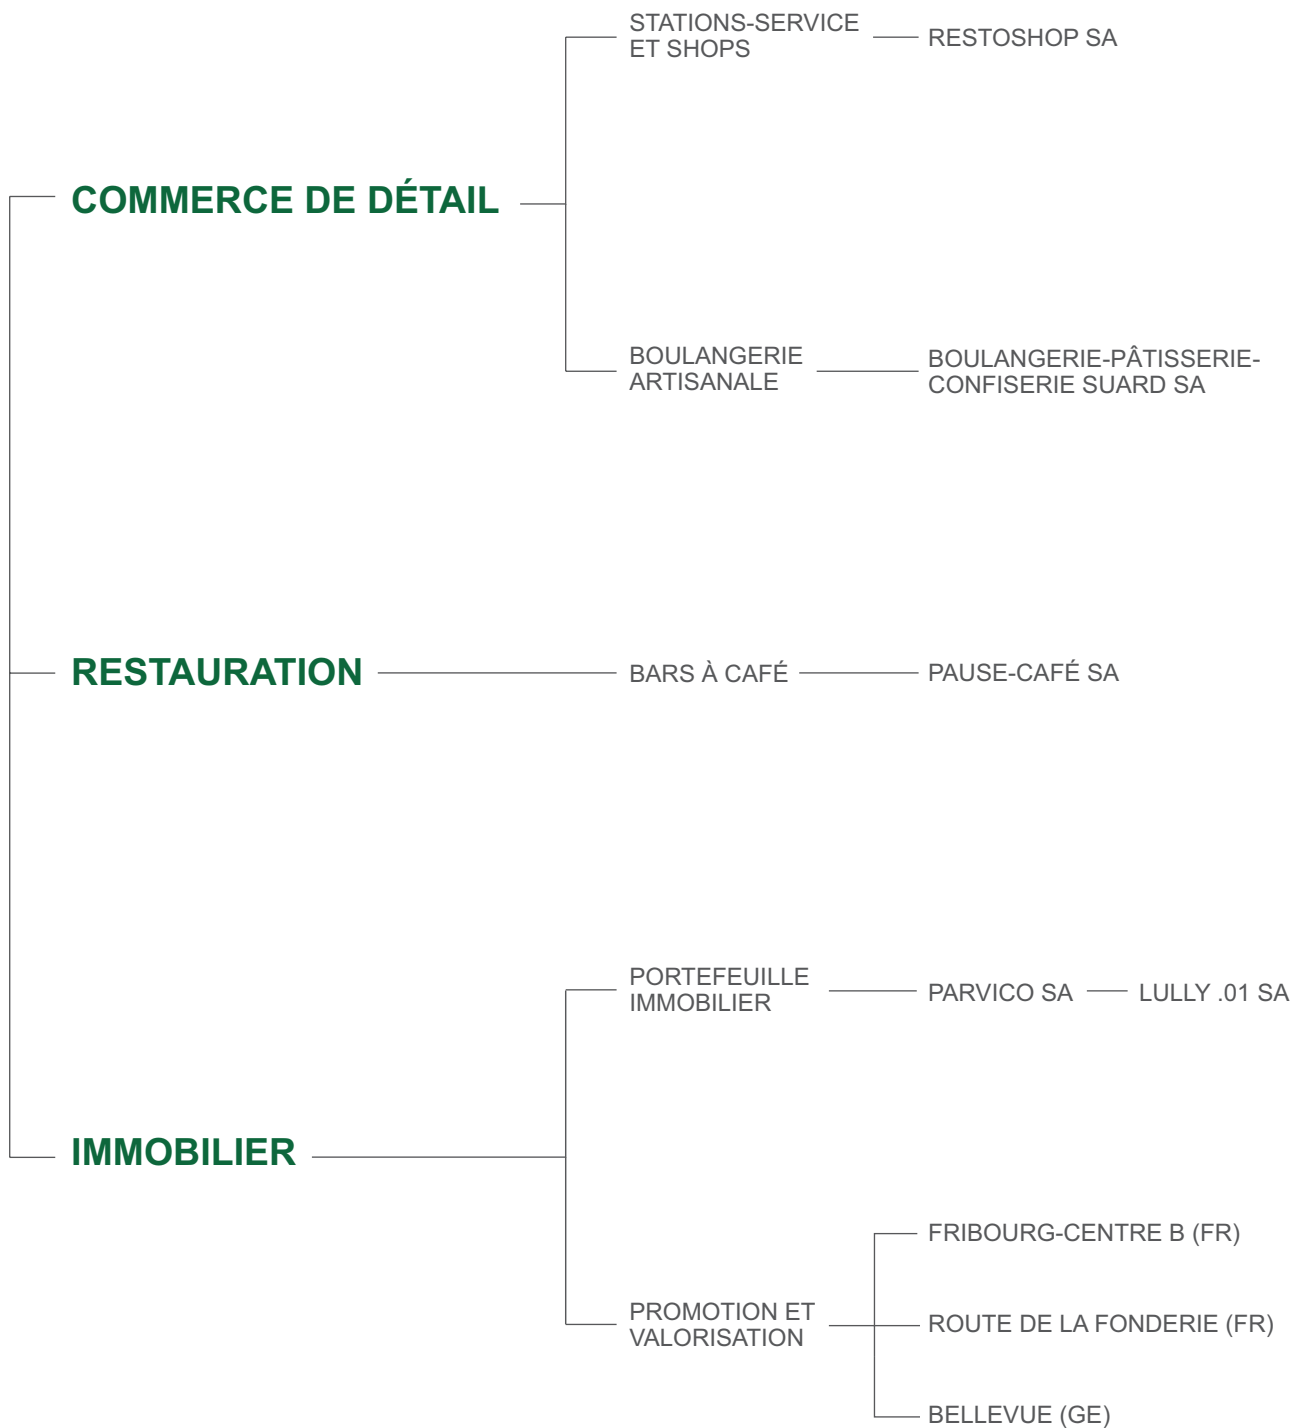 STATIONS-SERVICE
ET SHOPS
RESTOSHOP SA
COMMERCE DE DÉTAIL
BOULANGERIE
ARTISANALE
BOULANGERIE-PÂTISSERIE-
CONFISERIE SUARD SA
RESTAURATION
BARS À CAFÉ
PAUSE-CAFÉ SA
PORTEFEUILLE
IMMOBILIER
PARVICO SA
LULLY .01 SA
IMMOBILIER
PROMOTION ET
VALORISATION
FRIBOURG-CENTRE B (FR)
ROUTE DE LA FONDERIE (FR)
BELLEVUE (GE)